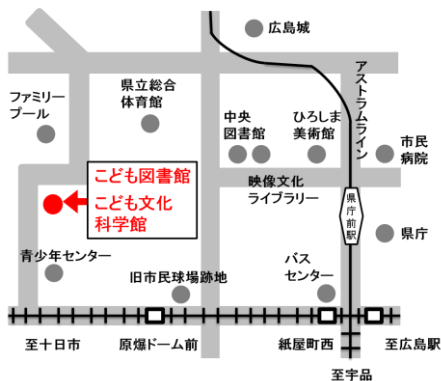 広島城
アストラムライン
県立総合
体育館
ファミリー
プール
中央
図書館
ひろしま
美術館
市民
病院
こども図書館
こども文化
科学館
映像文化
ライブラリー
県庁前駅
県庁
青少年センター
旧市民球場跡地
バス
センター
至十日市
原爆ドーム前
紙屋町西
至広島駅
至宇品